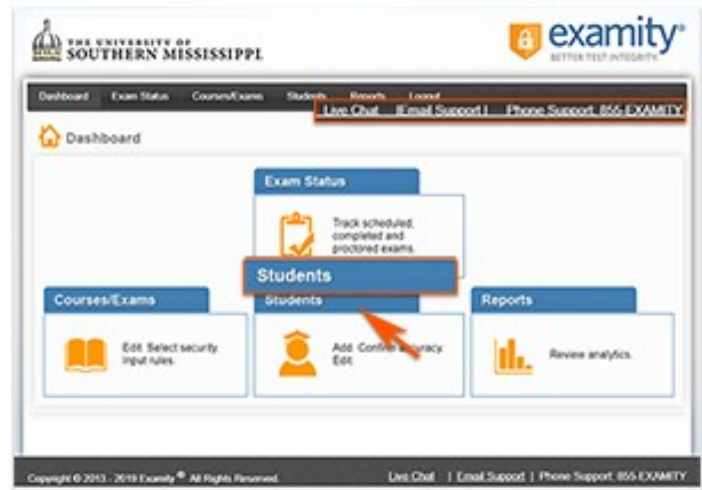 THE UNIVERSITY OF
SOUTHERN MISSISSIPPI
examity®
BETTER TEST INTEGRITY.
Dashboard Exam Status Courses/Exams Students Reports Logout
Live Chat |Email Support | Phone Support: 855-EXAMITY
Dashboard
Exam Status
Track scheduled,
completed and
proctored exams.
Students
Courses/Exams
Edit. Select security.
Input rules.
Students
Add. Confirm accuracy.
Edit.
Reports
Review analytics.
Copyright © 2013 - 2019 Examity ® All Rights Reserved.
Live Chat | Email Support | Phone Support: 855-EXAMITY